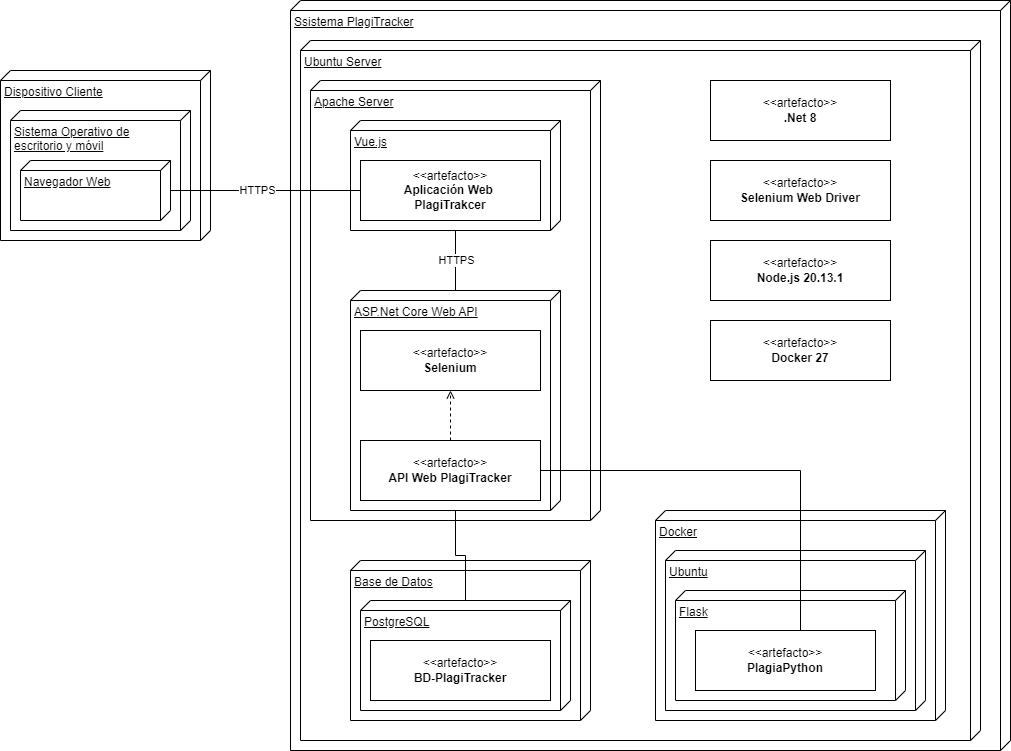 Ssistema PlagiTracker
Ubuntu Server
Dispositivo Cliente
Sistema Operativo de
escritorio y móvil
Navegador Web
HTTPS
Apache Server
Vue.js
<<artefacto>>
Aplicación Web
PlagiTrakcer
HTTPS
ASP.Net Core Web API
<<artefacto>>
Selenium
<<artefacto>>
API Web PlagiTracker
<<artefacto>>
.Net 8
<<artefacto>>
Selenium Web Driver
<<artefacto>>
Node.js 20.13.1
<<artefacto>>
Docker 27
Base de Datos
PostgreSQL
<<artefacto>>
BD-PlagiTracker
Docker
Ubuntu
Flask
<<artefacto>>
PlagiaPython